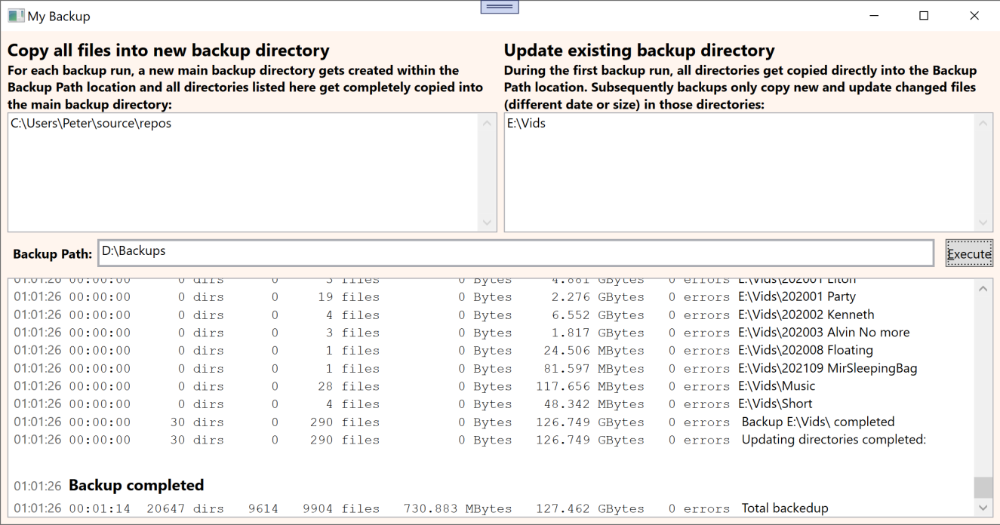 My Backup
Copy all files into new backup directory
For each backup run, a new main backup directory gets created within the
Backup Path location and all directories listed here get completely copied into
the main backup directory:
C:\Users\Peter\source\repos
Update existing backup directory
During the first backup run, all directories get copied directly into the Backup
Path location. Subsequently backups only copy new and update changed files
(different date or size) in those directories:
E:\Vids
Backup Path: D:\Backups Execute
01:01:26 00:00:00 0 dirs 0 3 files 0 Bytes 4.881 GBytes 0 errors E:\Vids\202001 Elton
01:01:26 00:00:00 0 dirs 0 19 files 0 Bytes 2.276 GBytes 0 errors E:\Vids\202001 Party
01:01:26 00:00:00 0 dirs 0 4 files 0 Bytes 6.552 GBytes 0 errors E:\Vids\202002 Kenneth
01:01:26 00:00:00 0 dirs 0 3 files 0 Bytes 1.817 GBytes 0 errors E:\Vids\202003 Alvin No more
01:01:26 00:00:00 0 dirs 0 1 files 0 Bytes 24.506 MBytes 0 errors E:\Vids\202008 Floating
01:01:26 00:00:00 0 dirs 0 1 files 0 Bytes 81.597 MBytes 0 errors E:\Vids\202109 MirSleepingBag
01:01:26 00:00:00 0 dirs 0 28 files 0 Bytes 117.656 MBytes 0 errors E:\Vids\Music
01:01:26 00:00:00 0 dirs 0 4 files 0 Bytes 48.342 MBytes 0 errors E:\Vids\Short
01:01:26 00:00:00 30 dirs 0 290 files 0 Bytes 126.749 GBytes 0 errors Backup E:\Vids\ completed
01:01:26 00:00:00 30 dirs 0 290 files 0 Bytes 126.749 GBytes 0 errors Updating directories completed:
01:01:26 Backup completed
01:01:26 00:01:14 20647 dirs 9614 9904 files 730.883 MBytes 127.462 GBytes 0 errors Total backedup